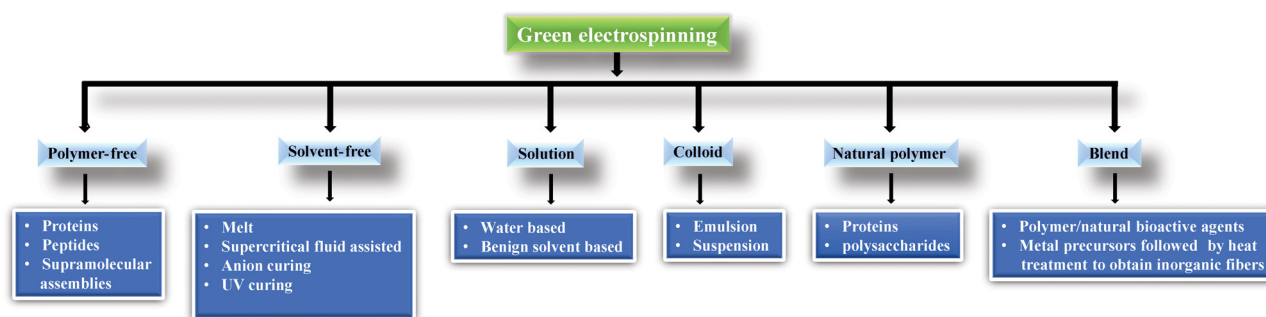 Green electrospinning
Polymer-free
Solvent-free
Solution
Colloid
Natural polymer
Blend
• Proteins
• Peptides
• Supramolecular
assemblies
• Melt
• Supercritical fluid assisted
• Anion curing
• UV curing
• Water based
• Benign solvent based
• Emulsion
• Suspension
• Proteins
• polysaccharides
• Polymer/natural bioactive agents
• Metal precursors followed by heat
treatment to obtain inorganic fibers